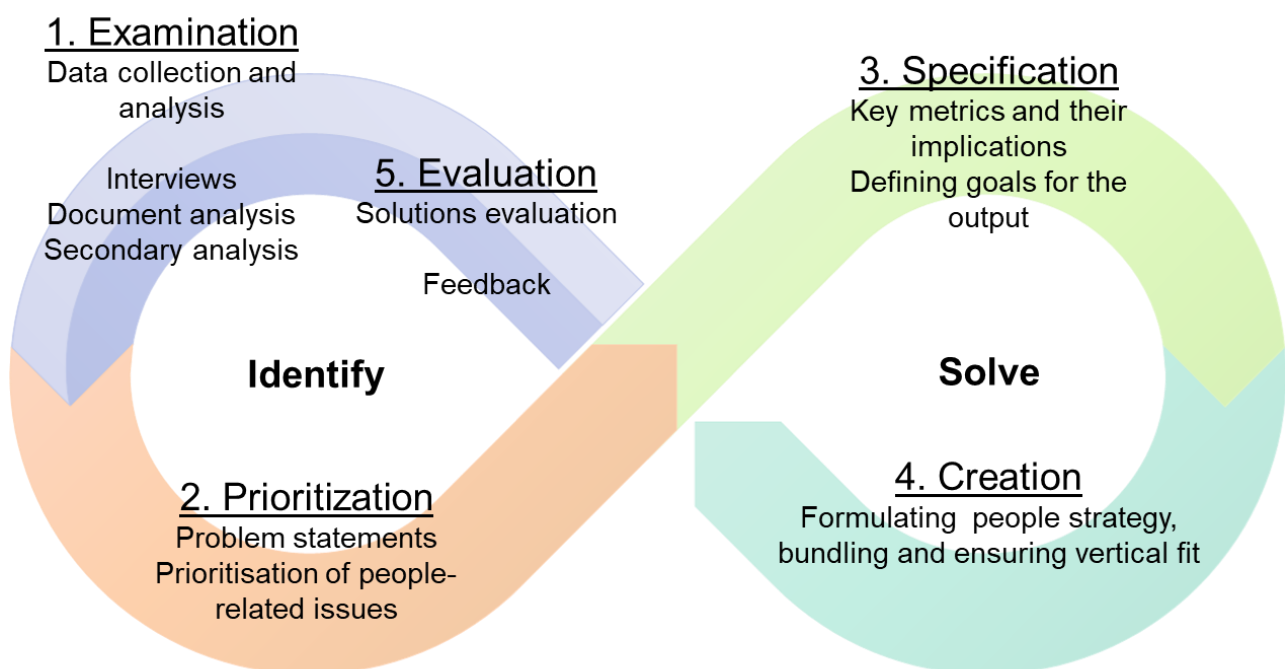 1. Examination
Data collection and
analysis
Interviews
Document analysis
Secondary analysis
5. Evaluation
Solutions evaluation
Feedback
Identify
2. Prioritization
Problem statements
Prioritisation of people-
related issues
3. Specification
Key metrics and their
implications
Defining goals for the
output
Solve
4. Creation
Formulating  people strategy,
bundling and ensuring vertical fit